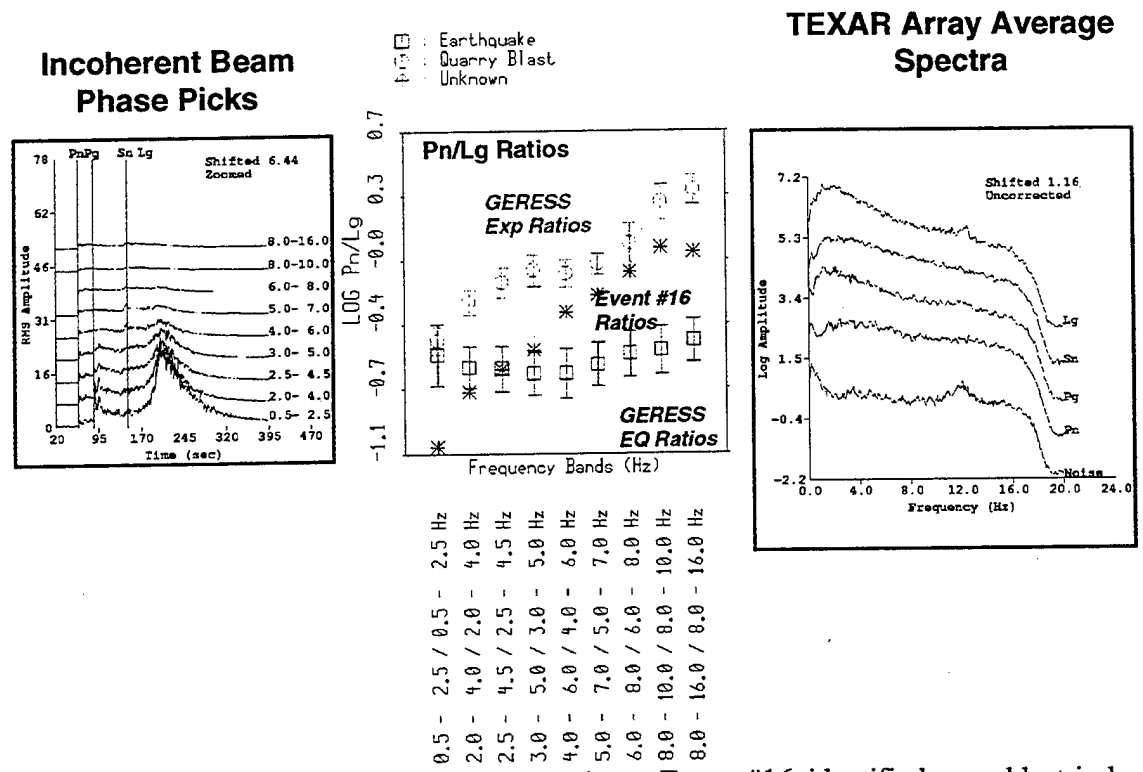 Incoherent Beam
Phase Picks
: Earthquake
: Quarry Blast
: Unknown
TEXAR Array Average
Spectra
PnPg Sn Lg
Shifted 6.44
Zoomed
78
62
46
31
16
0
RMS Amplitude
8.0-16.0
8.0-10.0
6.0- 8.0
5.0- 7.0
4.0- 6.0
3.0- 5.0
2.5- 4.5
2.0- 4.0
0.5- 2.5
20 95 170 245 320 395 470
Time (sec)
LOG Pn/Lg
0.7
0.3
-0.0
-0.4
-0.7
-1.1
Pn/Lg Ratios
GERESS
Exp Ratios
Event #16
Ratios
GERESS
EQ Ratios
Frequency Bands (Hz)
0.5 - 2.5 / 0.5 - 2.5 Hz
2.0 - 4.0 / 2.0 - 4.0 Hz
2.5 - 4.5 / 2.5 - 4.5 Hz
3.0 - 5.0 / 3.0 - 5.0 Hz
4.0 - 6.0 / 4.0 - 6.0 Hz
5.0 - 7.0 / 5.0 - 7.0 Hz
6.0 - 8.0 / 6.0 - 8.0 Hz
8.0 - 10.0 / 8.0 - 10.0 Hz
8.0 - 16.0 / 8.0 - 16.0 Hz
Shifted 1.16
Uncorrected
7.2
5.3
3.4
1.5
-0.4
-2.2
Log Amplitude
Lg
Sn
Pg
Pn
Noise
0.0 4.0 8.0 12.0 16.0 20.0 24.0
Frequency (Hz)